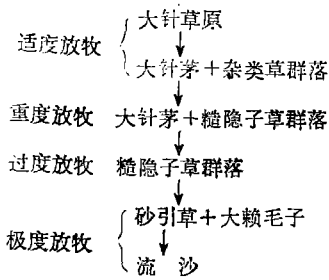 大针草原
适度放牧
大针茅+杂类草群落
重度放牧 大针茅+糙隐子草群落
过度放牧 糙隐子草群落
砂引草+大赖毛子
极度放牧
流 沙